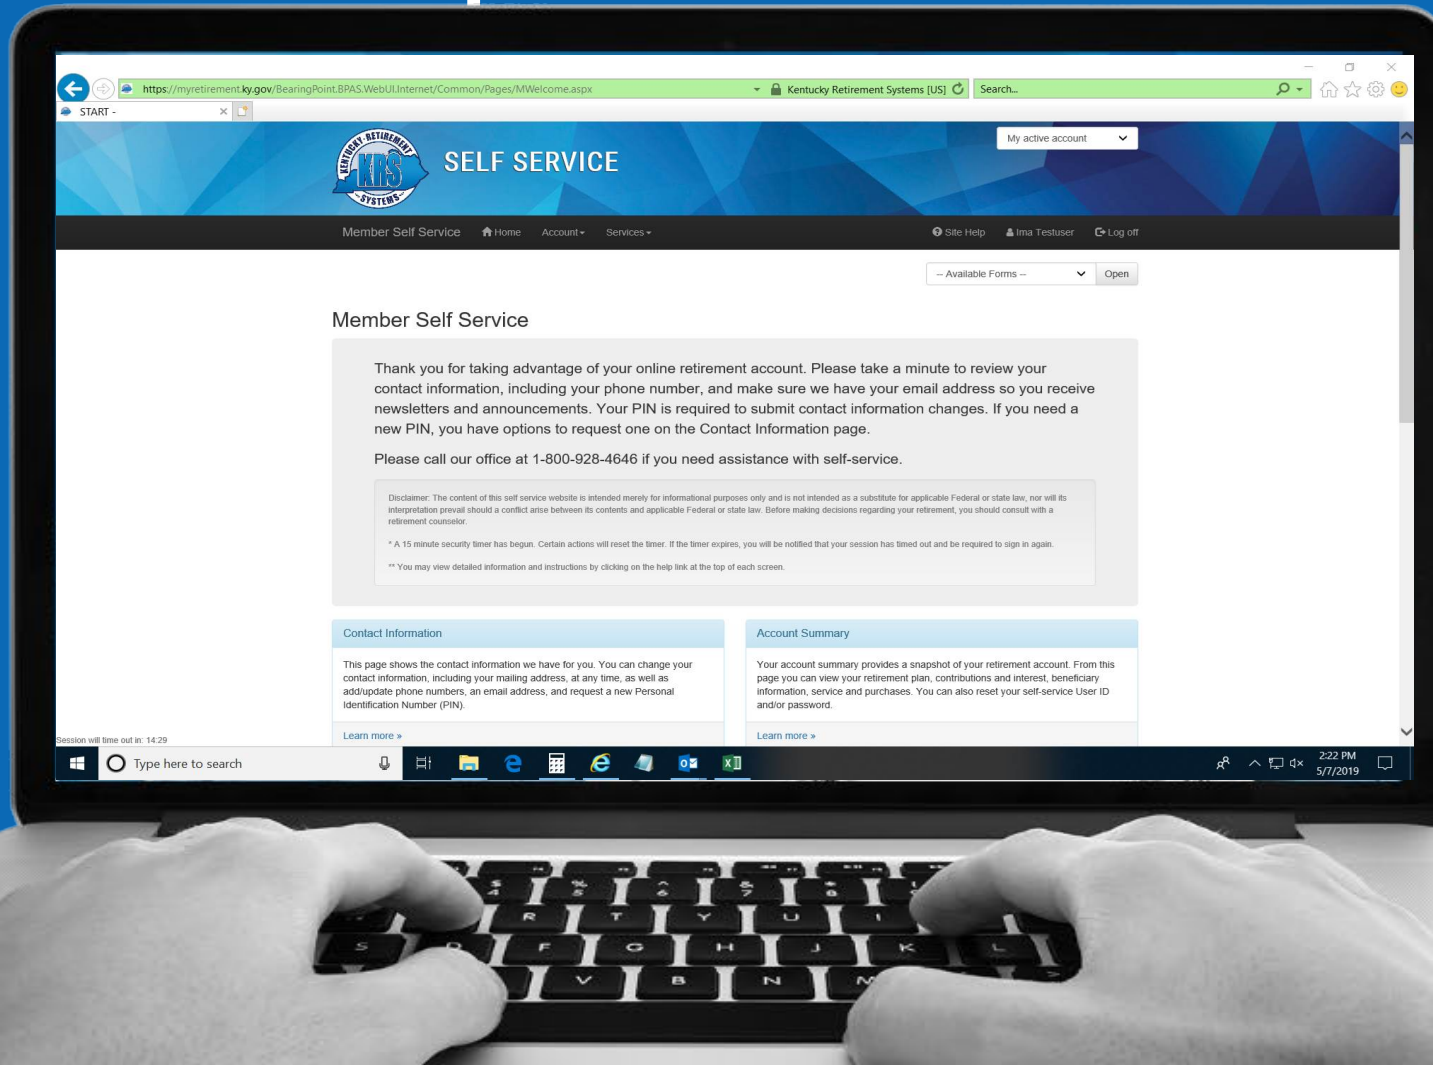 https://myretirement.ky.gov/BearingPoint.BPAS.WebUI.Internet/Common/Pages/MWelcome.aspx
Kentucky Retirement Systems [US]
Search...
START -
KENTUCKY RETIREMENT
KRS
SYSTEMS
SELF SERVICE
My active account
Member Self Service Home Account Services Site Help Ima Testuser Log off
-- Available Forms -- Open
Member Self Service
Thank you for taking advantage of your online retirement account. Please take a minute to review your
contact information, including your phone number, and make sure we have your email address so you receive
newsletters and announcements. Your PIN is required to submit contact information changes. If you need a
new PIN, you have options to request one on the Contact Information page.
Please call our office at 1-800-928-4646 if you need assistance with self-service.
Disclaimer: The content of this self service website is intended merely for informational purposes only and is not intended as a substitute for applicable Federal or state law, nor will its
interpretation prevail should a conflict arise between its contents and applicable Federal or state law. Before making decisions regarding your retirement, you should consult with a
retirement counselor.
* A 15 minute security timer has begun. Certain actions will reset the timer. If the timer expires, you will be notified that your session has timed out and be required to sign in again.
** You may view detailed information and instructions by clicking on the help link at the top of each screen.
Contact Information
This page shows the contact information we have for you. You can change your
contact information, including your mailing address, at any time, as well as
add/update phone numbers, an email address, and request a new Personal
Identification Number (PIN).
Learn more »
Account Summary
Your account summary provides a snapshot of your retirement account. From this
page you can view your retirement plan, contributions and interest, beneficiary
information, service and purchases. You can also reset your self-service User ID
and/or password.
Learn more »
Session will time out in: 14:29
Type here to search
2:22 PM
5/7/2019
$ 4 % 5 ^ 6 & 7 * 8
R T Y U I
S D F G H J K L
V B N M